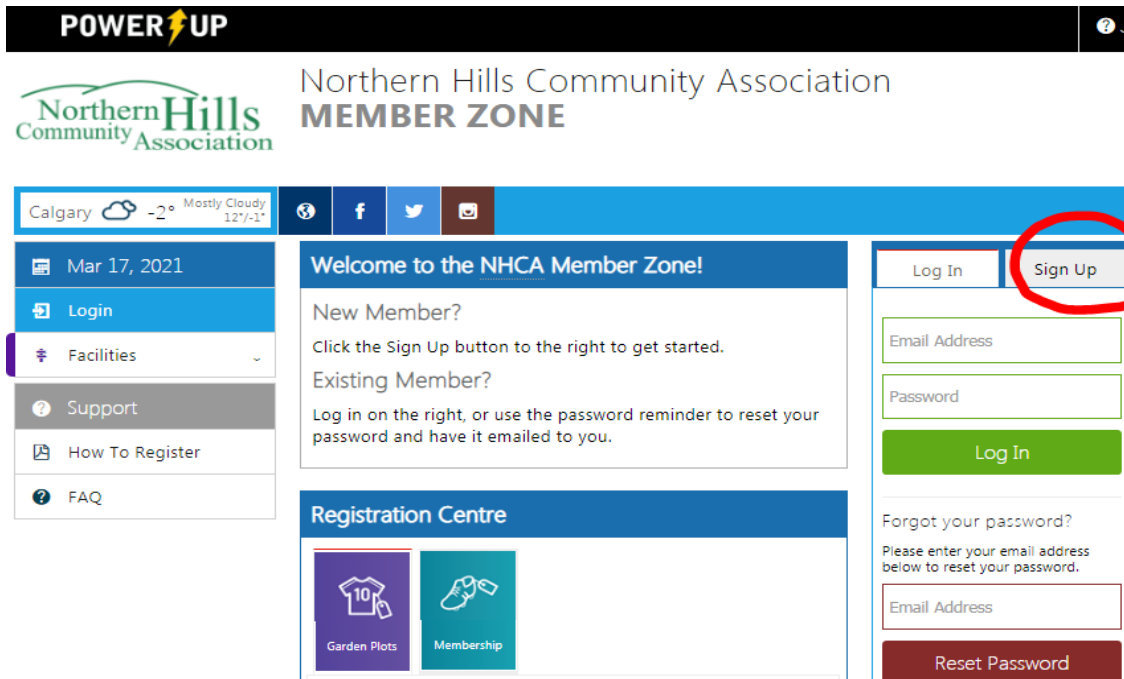 POWER UP
Northern Hills
Community Association
Northern Hills Community Association
MEMBER ZONE
Calgary -2° Mostly Cloudy
12°/-1°
Mar 17, 2021
Login
Facilities
Support
How To Register
FAQ
Welcome to the NHCA Member Zone!
New Member?
Click the Sign Up button to the right to get started.
Existing Member?
Log in on the right, or use the password reminder to reset your
password and have it emailed to you.
Registration Centre
10
Garden Plots
Membership
Log In
Sign Up
Email Address
Password
Log In
Forgot your password?
Please enter your email address
below to reset your password.
Email Address
Reset Password